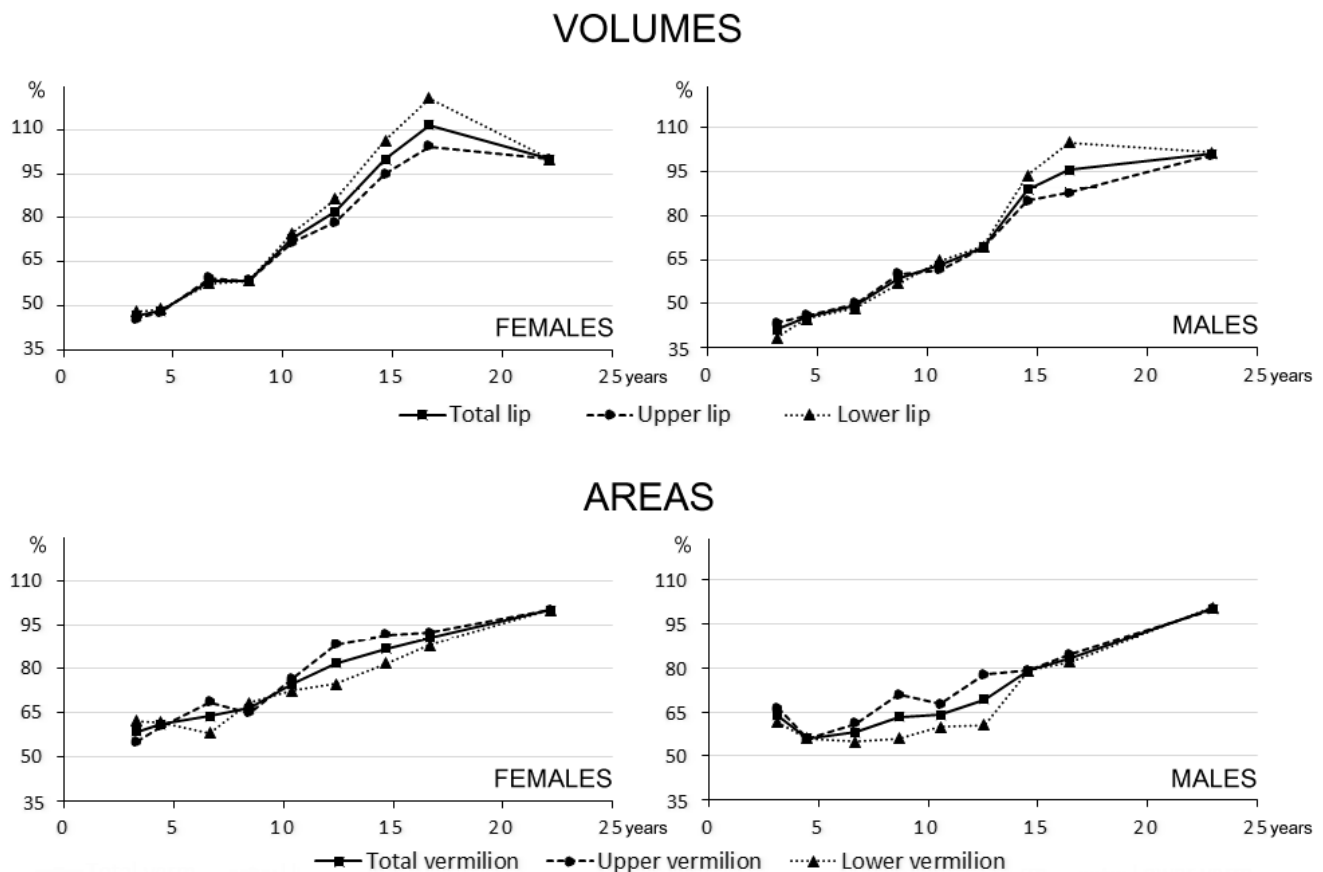 VOLUMES
%
110
95
80
65
50
35
0 5 10 15 20 25 years
FEMALES
%
110
95
80
65
50
35
0 5 10 15 20 25 years
MALES
Total lip Upper lip Lower lip
AREAS
%
110
95
80
65
50
35
0 5 10 15 20 25 years
FEMALES
%
110
95
80
65
50
35
0 5 10 15 20 25 years
MALES
Total vermilion Upper vermilion Lower vermilion